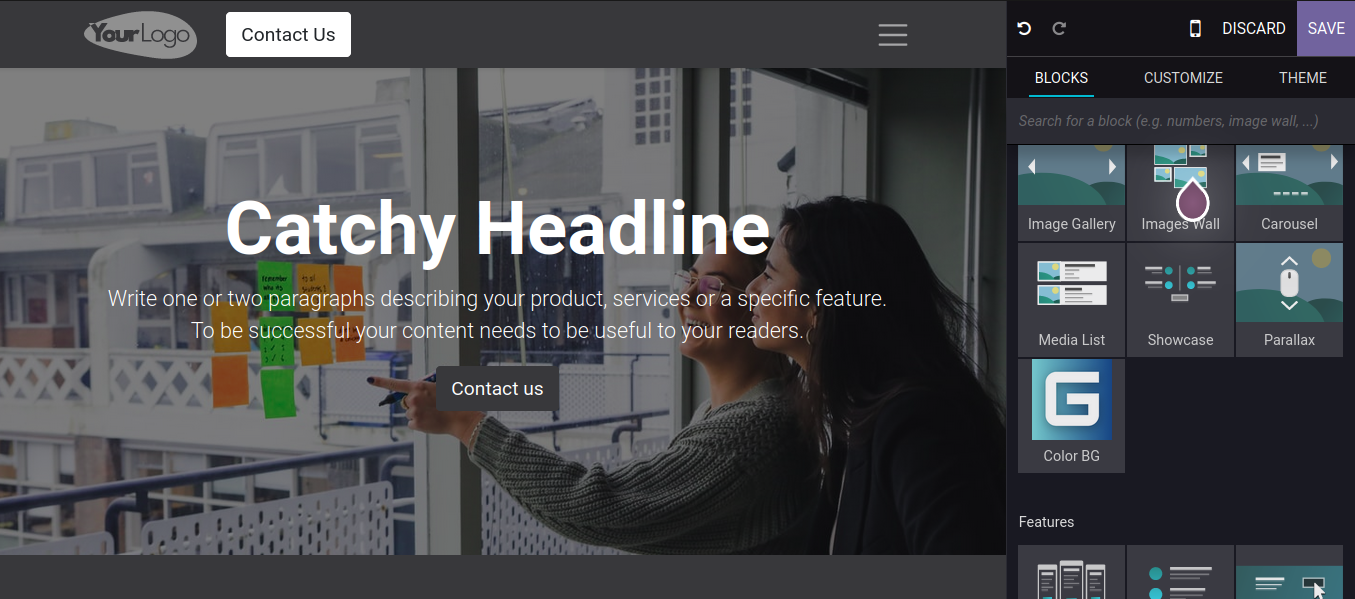 YourLogo
Contact Us
DISCARD
SAVE
BLOCKS
CUSTOMIZE
THEME
Search for a block (e.g. numbers, image wall, ...)
Catchy Headline
Write one or two paragraphs describing your product, services or a specific feature.
To be successful your content needs to be useful to your readers.
Contact us
Image Gallery
Images Wall
Carousel
Media List
Showcase
Parallax
G
Color BG
Features